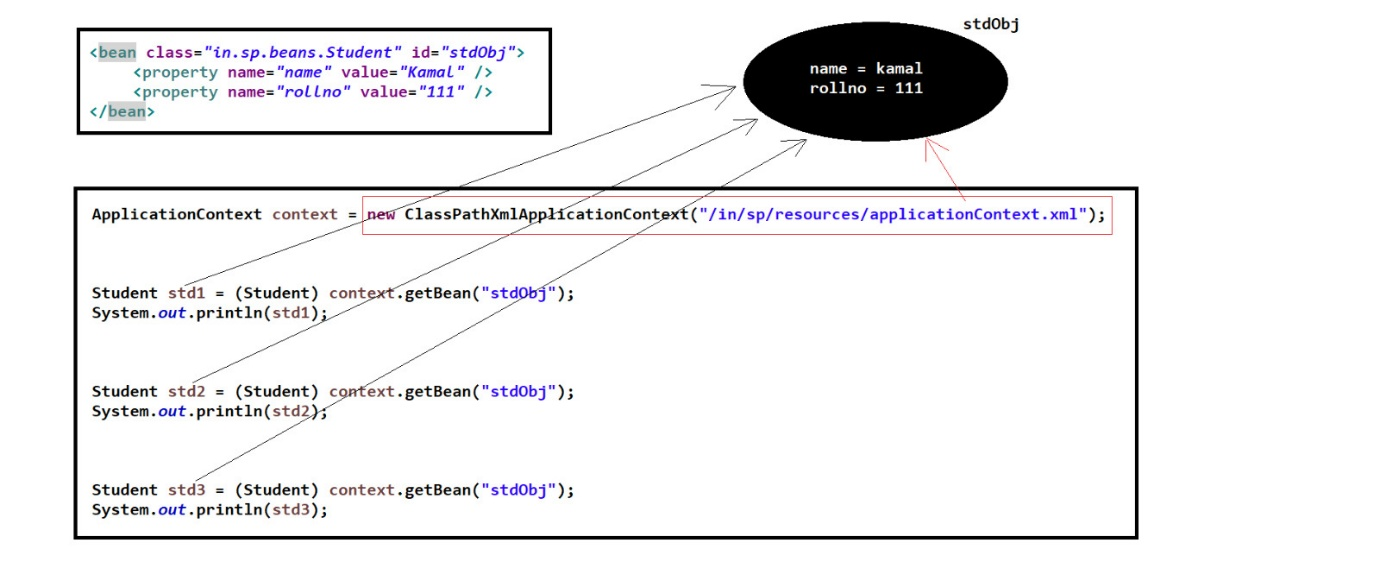 stdObj
<bean class="in.sp.beans.Student" id="stdObj">
    <property name="name" value="Kamal" />
    <property name="rollno" value="111" />
</bean>
name = kamal
rollno = 111
ApplicationContext context = new ClassPathXmlApplicationContext("/in/sp/resources/applicationContext.xml");
Student std1 = (Student) context.getBean("stdObj");
System.out.println(std1);
Student std2 = (Student) context.getBean("stdObj");
System.out.println(std2);
Student std3 = (Student) context.getBean("stdObj");
System.out.println(std3);